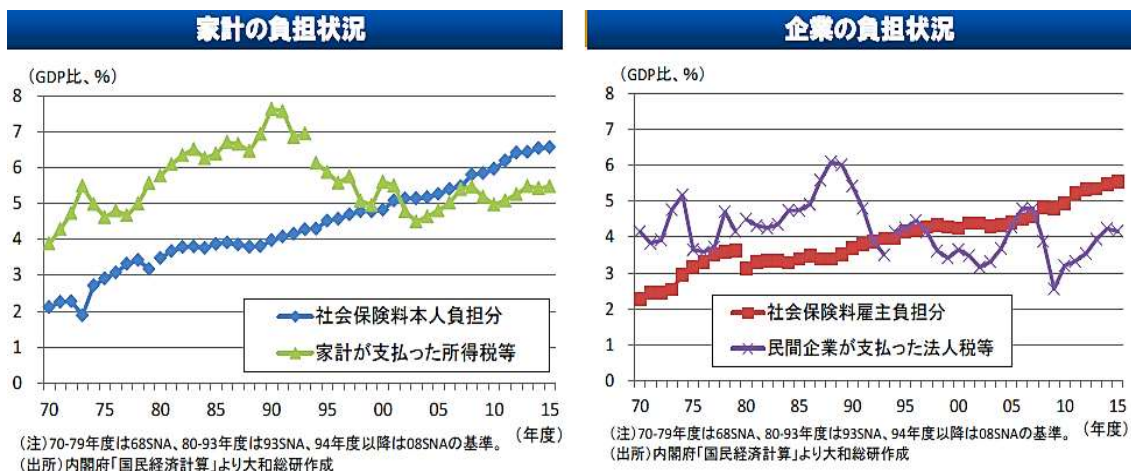 家計の負担状況
（GDP比、%）
8
7
6
5
4
3
2
1
0
社会保険料本人負担分
家計が支払った所得税等
70 75 80 85 90 95 00 05 10 15
（年度）
（注）70-79年度は68SNA、80-93年度は93SNA、94年度以降は08SNAの基準。
（出所）内閣府「国民経済計算」より大和総研作成
企業の負担状況
（GDP比、%）
8
7
6
5
4
3
2
1
0
社会保険料雇主負担分
民間企業が支払った法人税等
70 75 80 85 90 95 00 05 10 15
（年度）
（注）70-79年度は68SNA、80-93年度は93SNA、94年度以降は08SNAの基準。
（出所）内閣府「国民経済計算」より大和総研作成